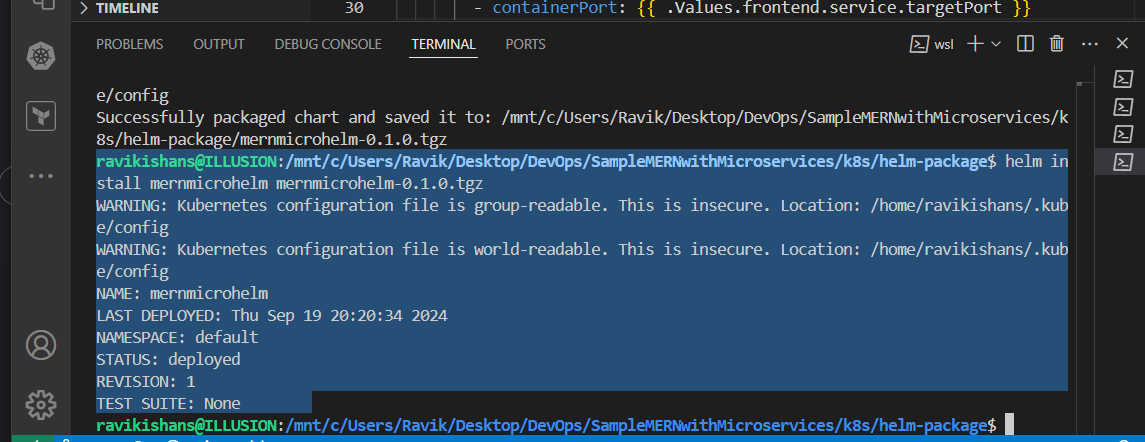 TIMELINE
30 - containerPort: {{ .Values.frontend.service.targetPort }}
PROBLEMS OUTPUT DEBUG CONSOLE TERMINAL PORTS wsl
e/config
Successfully packaged chart and saved it to: /mnt/c/Users/Ravik/Desktop/DevOps/SampleMERNwithMicroservices/k
8s/helm-package/mernmicrohelm-0.1.0.tgz
ravikishans@ILLUSION:/mnt/c/Users/Ravik/Desktop/DevOps/SampleMERNwithMicroservices/k8s/helm-package$ helm in
stall mernmicrohelm mernmicrohelm-0.1.0.tgz
WARNING: Kubernetes configuration file is group-readable. This is insecure. Location: /home/ravikishans/.kub
e/config
WARNING: Kubernetes configuration file is world-readable. This is insecure. Location: /home/ravikishans/.kub
e/config
NAME: mernmicrohelm
LAST DEPLOYED: Thu Sep 19 20:20:34 2024
NAMESPACE: default
STATUS: deployed
REVISION: 1
TEST SUITE: None
ravikishans@ILLUSION:/mnt/c/Users/Ravik/Desktop/DevOps/SampleMERNwithMicroservices/k8s/helm-package$